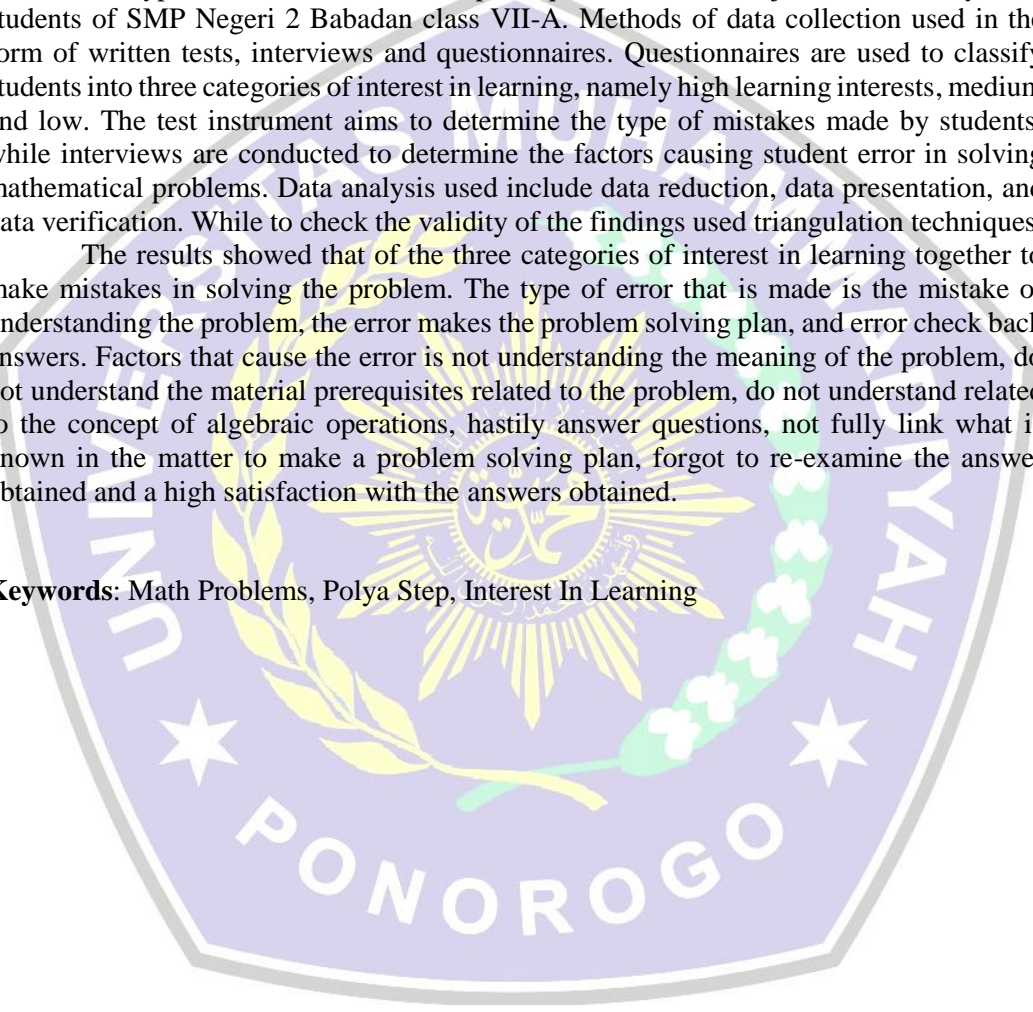 students of SMP Negeri 2 Babadan class VII-A. Methods of data collection used in the
form of written tests, interviews and questionnaires. Questionnaires are used to classify
students into three categories of interest in learning, namely high learning interests, medium
and low. The test instrument aims to determine the type of mistakes made by students,
while interviews are conducted to determine the factors causing student error in solving
mathematical problems. Data analysis used include data reduction, data presentation, and
data verification. While to check the validity of the findings used triangulation techniques
The results showed that of the three categories of interest in learning together to
make mistakes in solving the problem. The type of error that is made is the mistake of
understanding the problem, the error makes the problem solving plan, and error check back
answers. Factors that cause the error is not understanding the meaning of the problem, do
not understand the material prerequisites related to the problem, do not understand related
to the concept of algebraic operations, hastily answer questions, not fully link what is
known in the matter to make a problem solving plan, forgot to re-examine the answer
obtained and a high satisfaction with the answers obtained.
Keywords: Math Problems, Polya Step, Interest In Learning
UNIVERSITAS MUHAMMADIYAH
PONOROGO